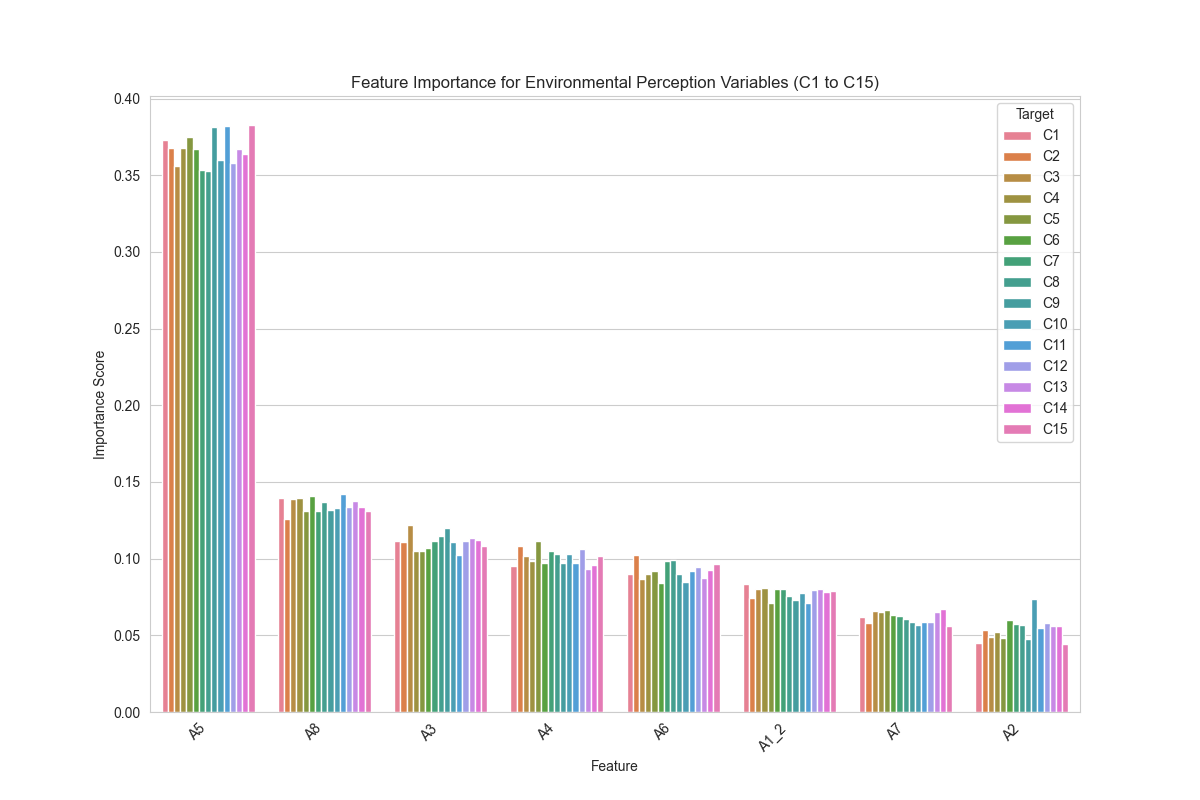 Feature Importance for Environmental Perception Variables (C1 to C15)
0.40
0.35
0.30
0.25
0.20
0.15
0.10
0.05
0.00
Importance Score
Target
C1
C2
C3
C4
C5
C6
C7
C8
C9
C10
C11
C12
C13
C14
C15
A5
A8
A3
A4
A6
A1_2
A7
A2
Feature